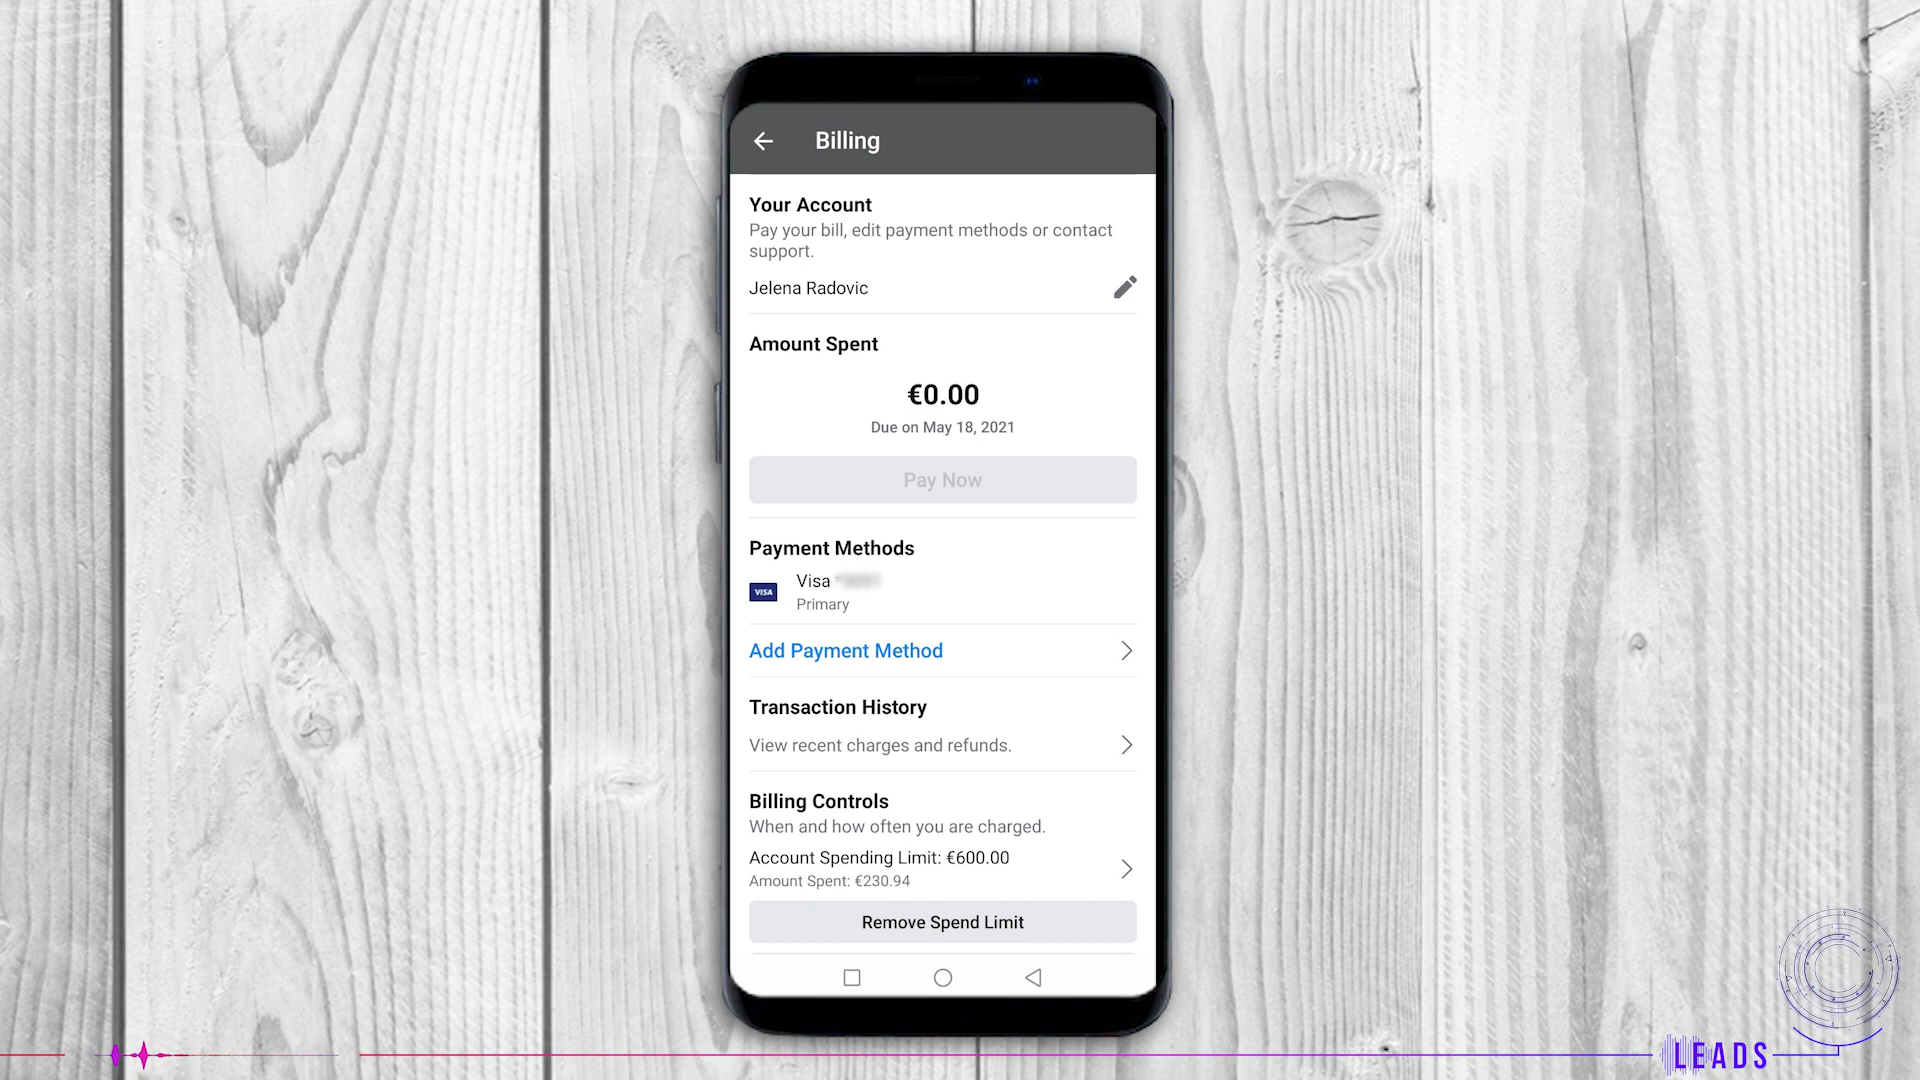 Billing
Your Account
Pay your bill, edit payment methods or contact
support.
Jelena Radovic
Amount Spent
€0.00
Due on May 18, 2021
Pay Now
Payment Methods
VISA
Visa
Primary
Add Payment Method
Transaction History
View recent charges and refunds.
Billing Controls
When and how often you are charged.
Account Spending Limit: €600.00
Amount Spent: €230.94
Remove Spend Limit
LEADS